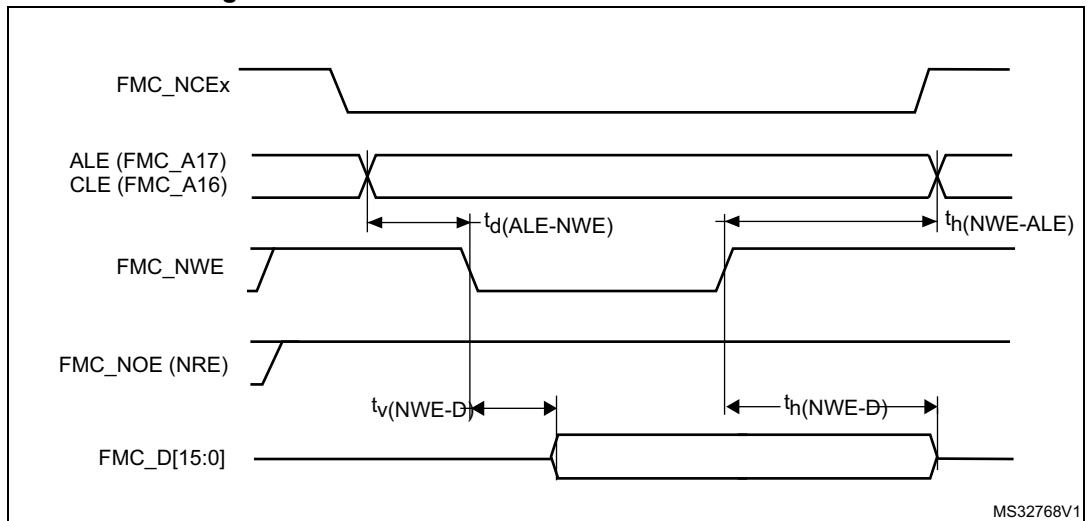 FMC_NCEx
ALE (FMC_A17)
CLE (FMC_A16)
td(ALE-NWE)
th(NWE-ALE)
FMC_NWE
FMC_NOE (NRE)
tv(NWE-D)
th(NWE-D)
FMC_D[15:0]
MS32768V1